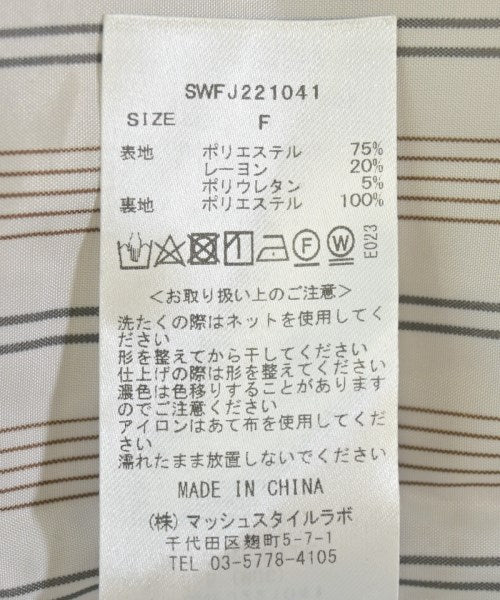 SWFJ221041
SIZE F
表地 ポリエステル 75%
レーヨン 20%
ポリウレタン 5%
裏地 ポリエステル 100%
F W E023
＜お取り扱い上のご注意＞
洗たくの際はネットを使用してく
ださい
形を整えてから干してください
仕上げの際は形を整えてください
濃色は色移りすることがあります
のでご注意ください
アイロンはあて布を使用してくだ
さい
濡れたまま放置しないでください
MADE IN CHINA
(株) マッシュスタイルラボ
千代田区麹町5-7-1
TEL 03-5778-4105